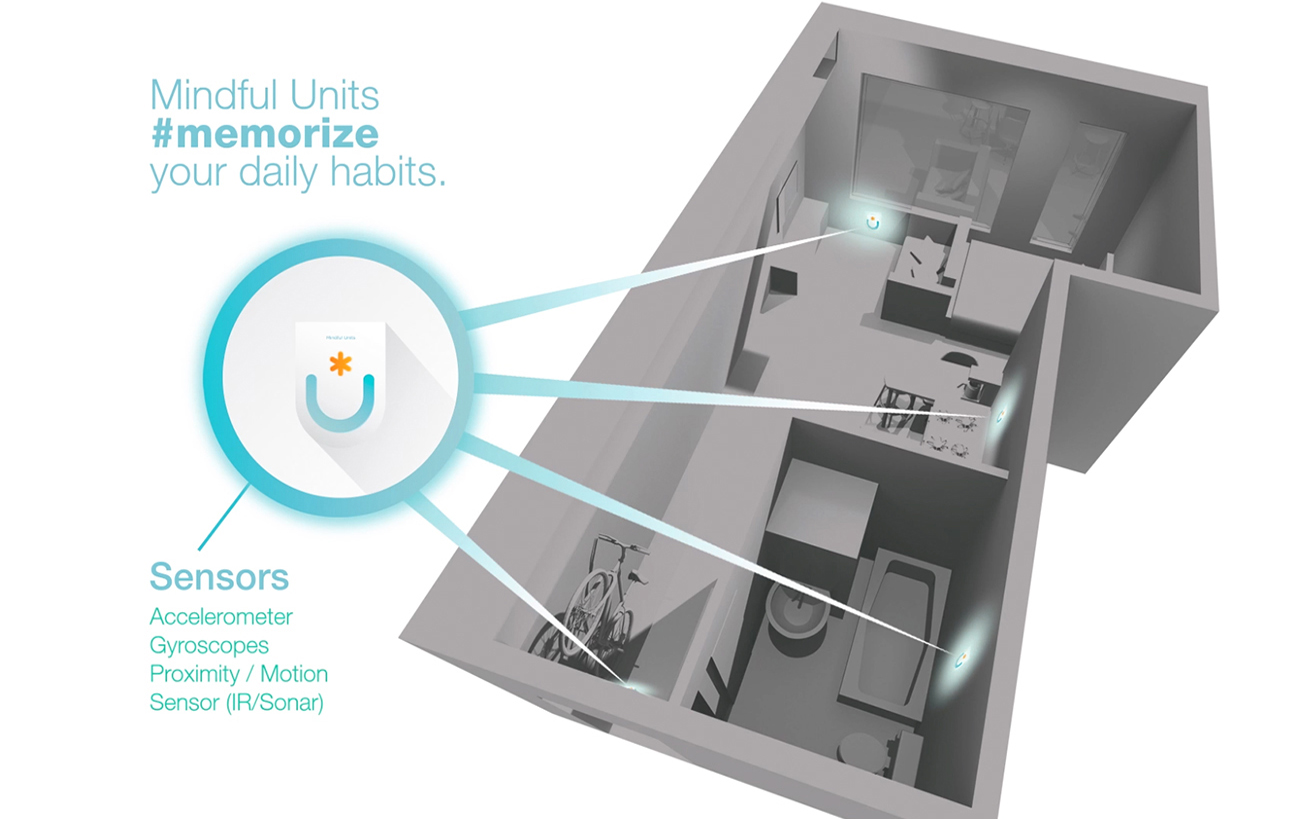 Mindful Units
#memorize
your daily habits.
Mindful Units
Sensors
Accelerometer
Gyroscopes
Proximity / Motion
Sensor (IR/Sonar)